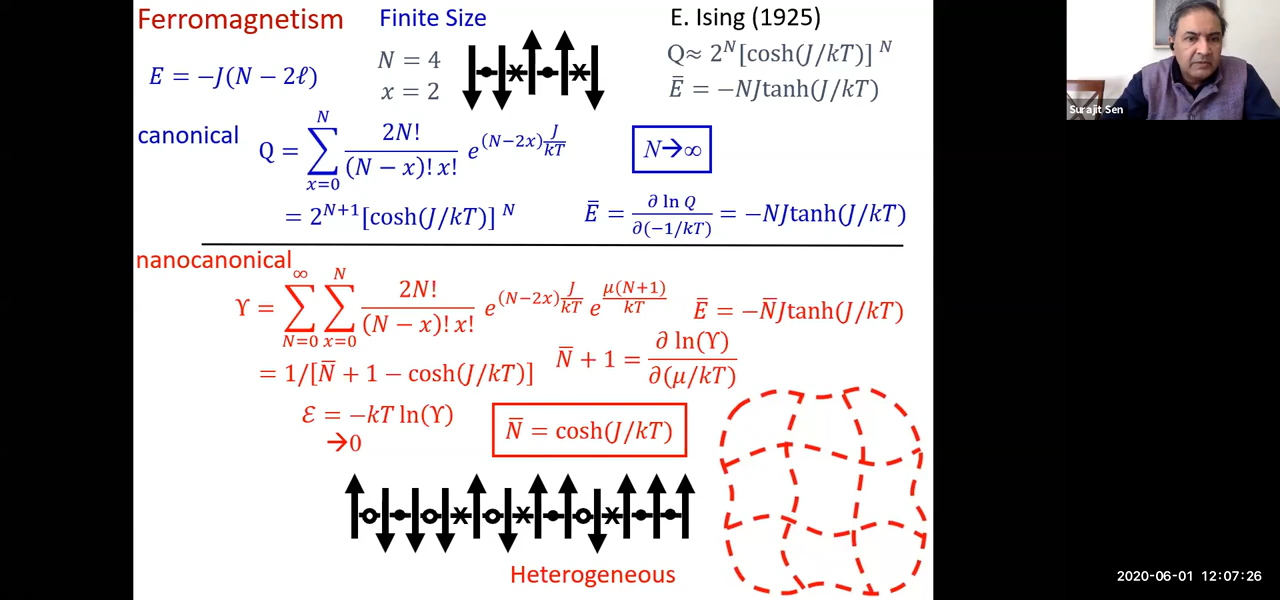 Ferromagnetism
Finite Size
E. Ising (1925)
E = −J(N − 2ℓ)
N = 4
x = 2
Q≈ 2^N[cosh(J/kT)]^N
Ē = −NJtanh(J/kT)
canonical
Q = ∑_{x=0}^{N} 2N!/((N − x)! x!) e^{(N−2x)J/kT}
N→∞
= 2^{N+1}[cosh(J/kT)]^N
Ē = ∂ ln Q/∂(−1/kT) = −NJtanh(J/kT)
nanocanonical
Υ = ∑_{N=0}^{∞} ∑_{x=0}^{N} 2N!/((N − x)! x!) e^{(N−2x)J/kT} e^{μ(N+1)/kT}
Ē = −N̄Jtanh(J/kT)
= 1/[N̄ + 1 − cosh(J/kT)]
N̄ + 1 = ∂ ln(Υ)/∂(μ/kT)
ℰ = −kT ln(Υ)
→0
N̄ = cosh(J/kT)
Heterogeneous
Surajit Sen
2020-06-01 12:07:26